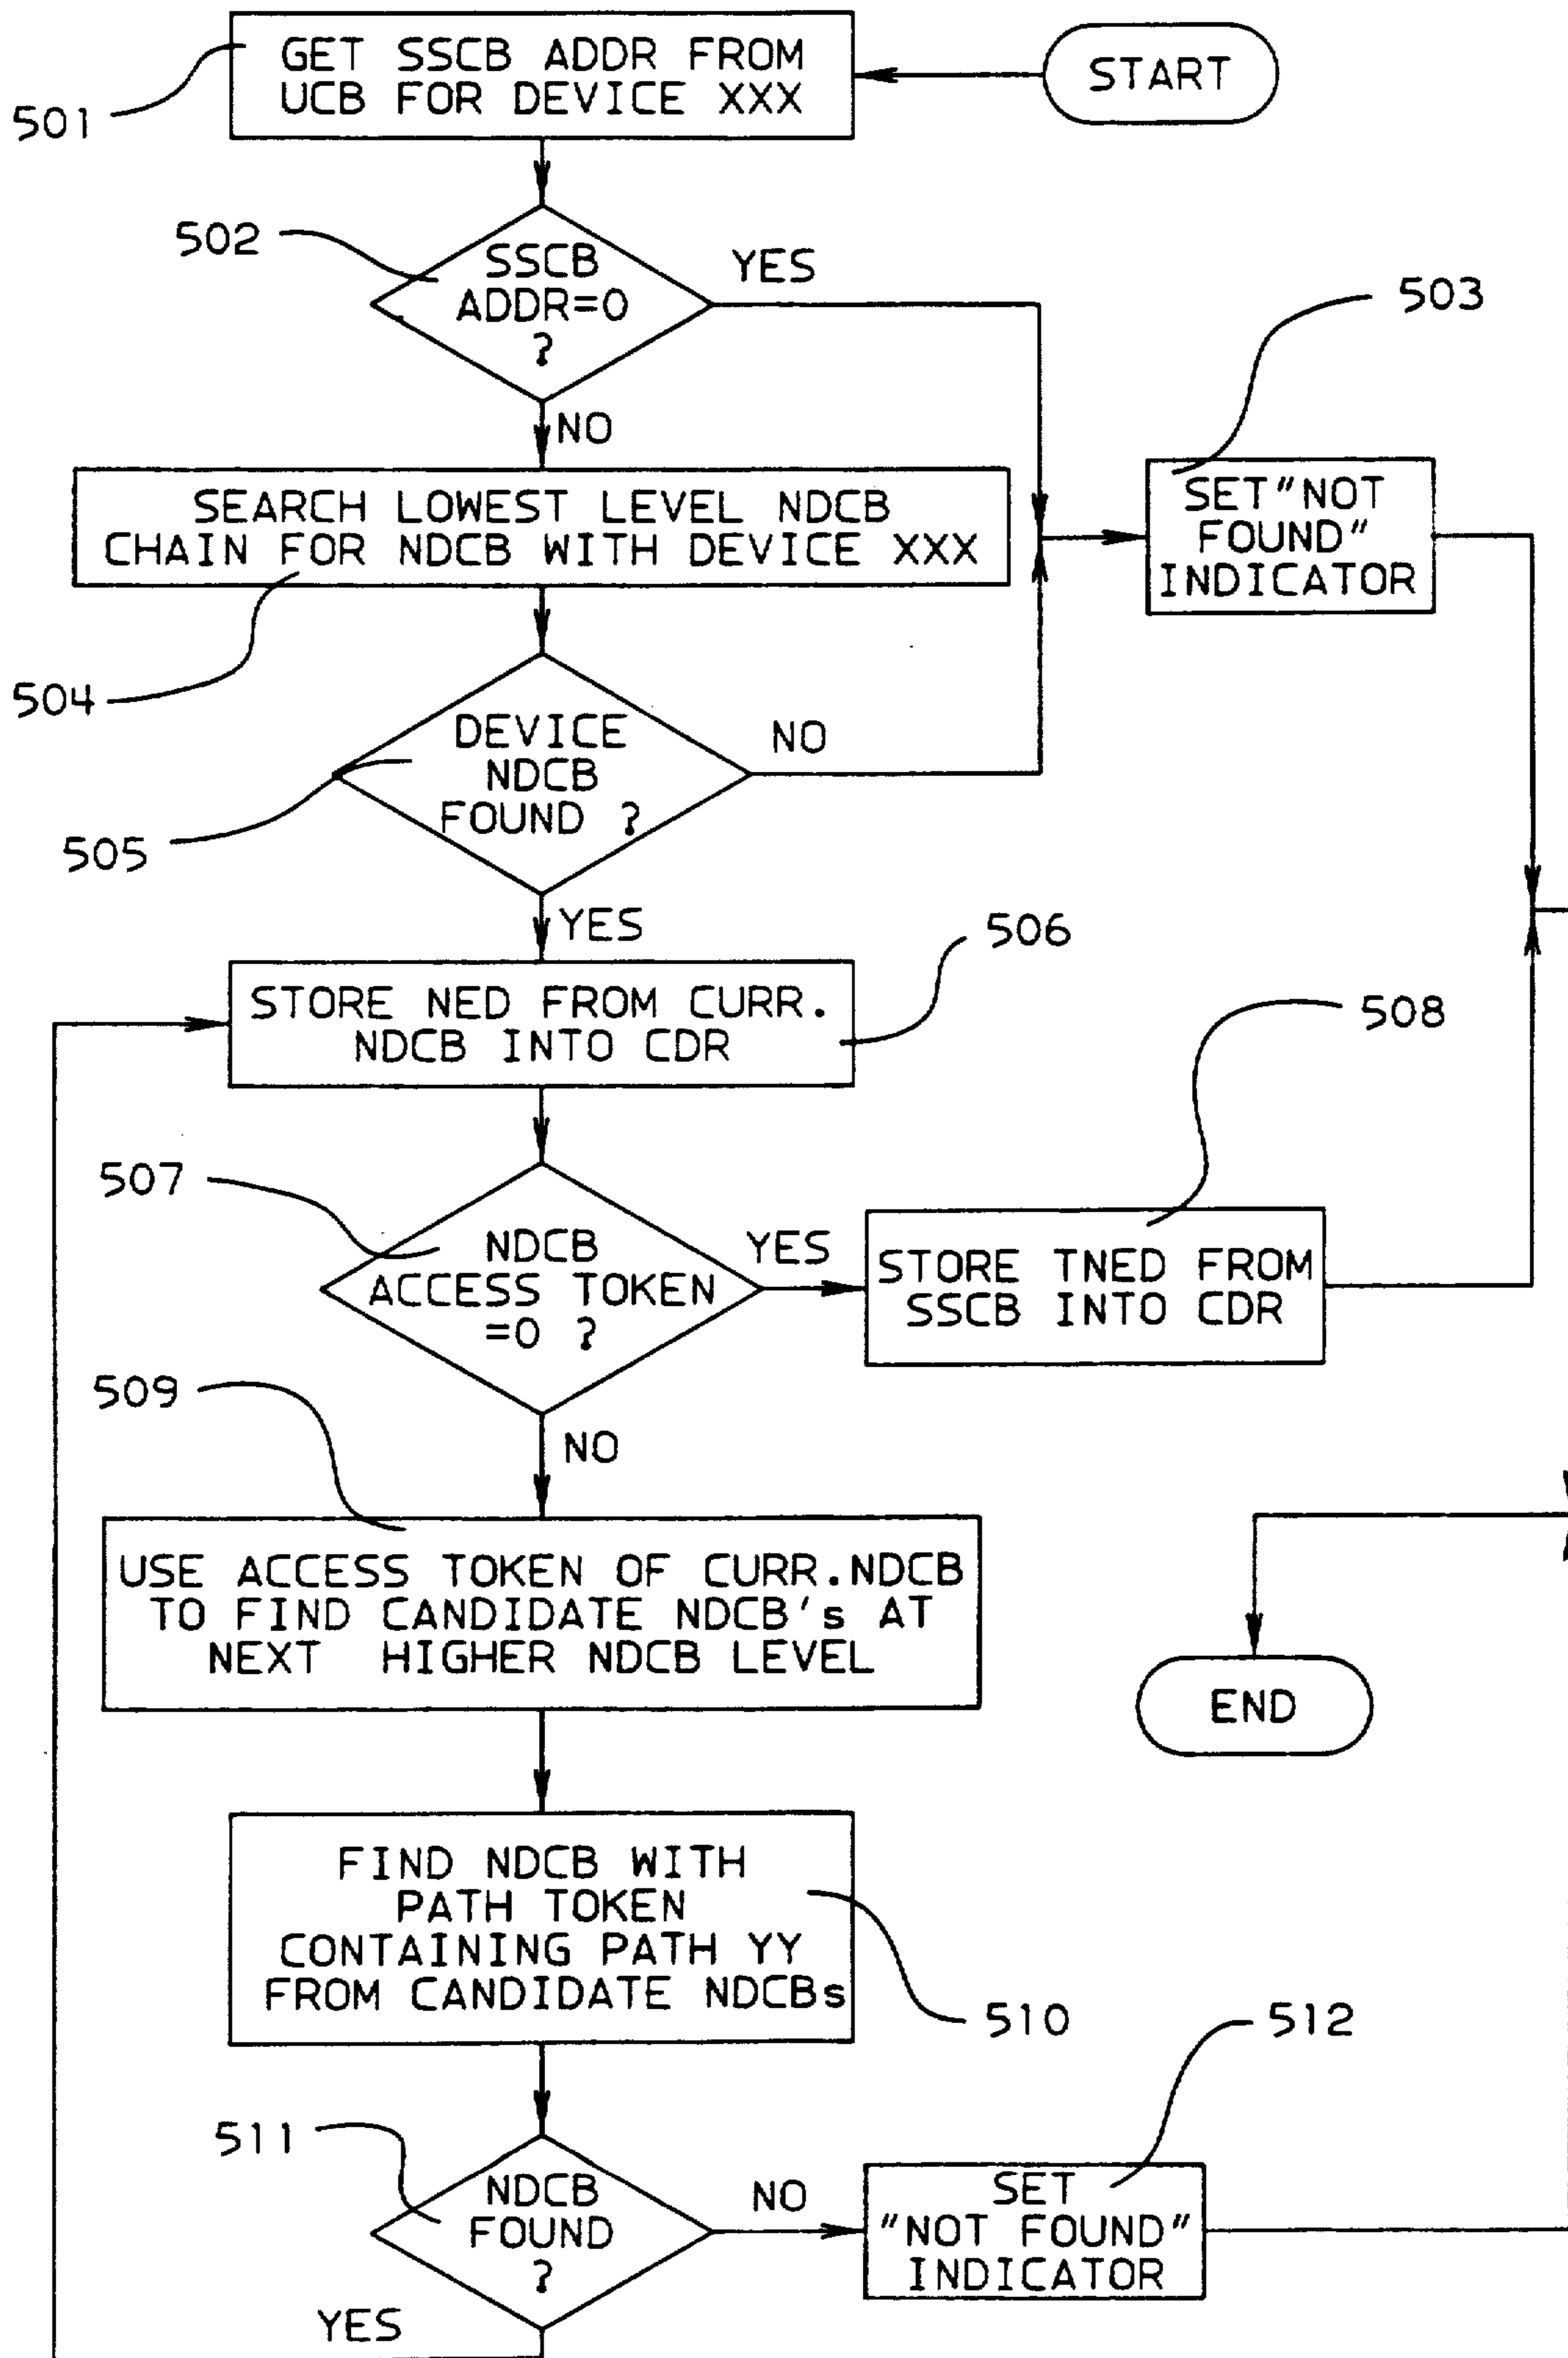 GET SSCB ADDR FROM
UCB FOR DEVICE XXX
START
501
502
SSCB
ADDR=0
?
YES
NO
503
SET "NOT
FOUND"
INDICATOR
SEARCH LOWEST LEVEL NDCB
CHAIN FOR NDCB WITH DEVICE XXX
504
DEVICE
NDCB
FOUND ?
NO
505
YES
506
STORE NED FROM CURR.
NDCB INTO CDR
508
507
NDCB
ACCESS TOKEN
=0 ?
YES
STORE TNED FROM
SSCB INTO CDR
509
NO
USE ACCESS TOKEN OF CURR.NDCB
TO FIND CANDIDATE NDCB's AT
NEXT HIGHER NDCB LEVEL
END
FIND NDCB WITH
PATH TOKEN
CONTAINING PATH YY
FROM CANDIDATE NDCBs
510
512
511
NDCB
FOUND
?
NO
SET
"NOT FOUND"
INDICATOR
YES